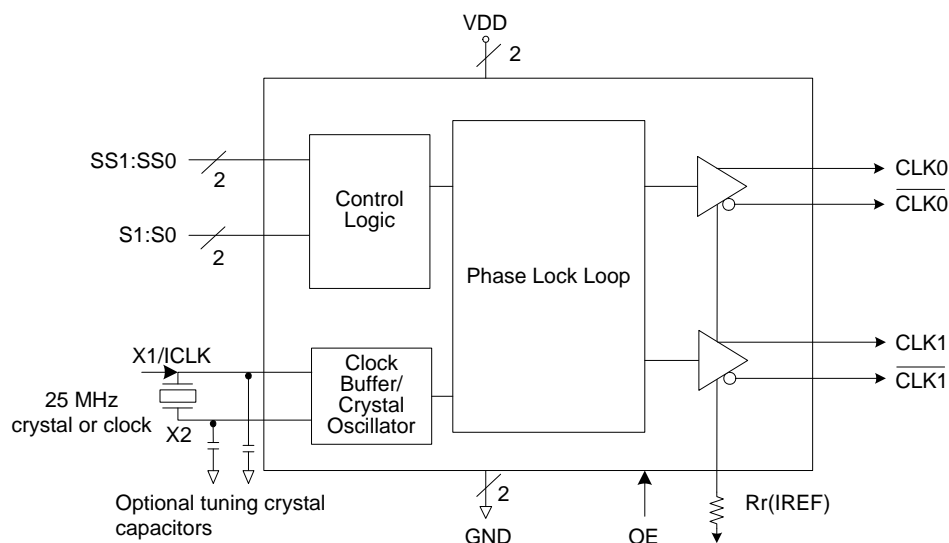 VDD
2
SS1:SS0
2
S1:S0
2
Control
Logic
Phase Lock Loop
CLK0
CLK0
X1/ICLK
25 MHz
crystal or clock
X2
Clock
Buffer/
Crystal
Oscillator
CLK1
CLK1
Optional tuning crystal
capacitors
2
GND
OE
Rr(IREF)